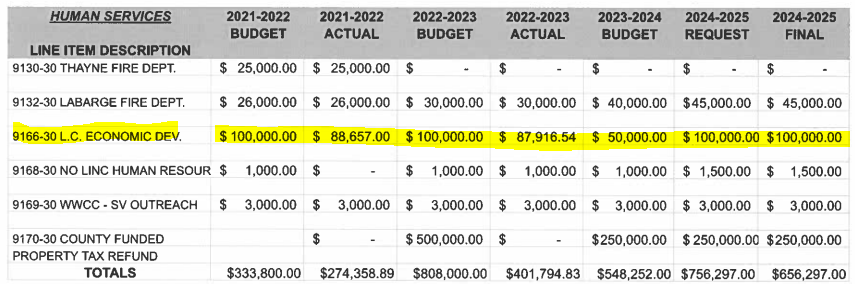 HUMAN SERVICES 2021-2022 2021-2022 2022-2023 2022-2023 2023-2024 2024-2025 2024-2025
BUDGET ACTUAL BUDGET ACTUAL BUDGET REQUEST FINAL
LINE ITEM DESCRIPTION
9130-30 THAYNE FIRE DEPT. $ 25,000.00 $ 25,000.00 $ - $ - $ - $ - $ -
9132-30 LABARGE FIRE DEPT. $ 26,000.00 $ 26,000.00 $ 30,000.00 $ 30,000.00 $ 40,000.00 $45,000.00 $ 45,000.00
9166-30 L.C. ECONOMIC DEV. $ 100,000.00 $ 88,657.00 $ 100,000.00 $ 87,916.54 $ 50,000.00 $ 100,000.00 $100,000.00
9168-30 NO LINC HUMAN RESOUR $ 1,000.00 $ - $ 1,000.00 $ 1,000.00 $ 1,000.00 $ 1,500.00 $ 1,500.00
9169-30 WWCC - SV OUTREACH $ 3,000.00 $ 3,000.00 $ 3,000.00 $ 3,000.00 $ 3,000.00 $ 3,000.00 $ 3,000.00
9170-30 COUNTY FUNDED $ - $ 500,000.00 $ - $250,000.00 $ 250,000.00 $250,000.00
PROPERTY TAX REFUND
TOTALS $333,800.00 $274,358.89 $808,000.00 $401,794.83 $548,252.00 $756,297.00 $656,297.00